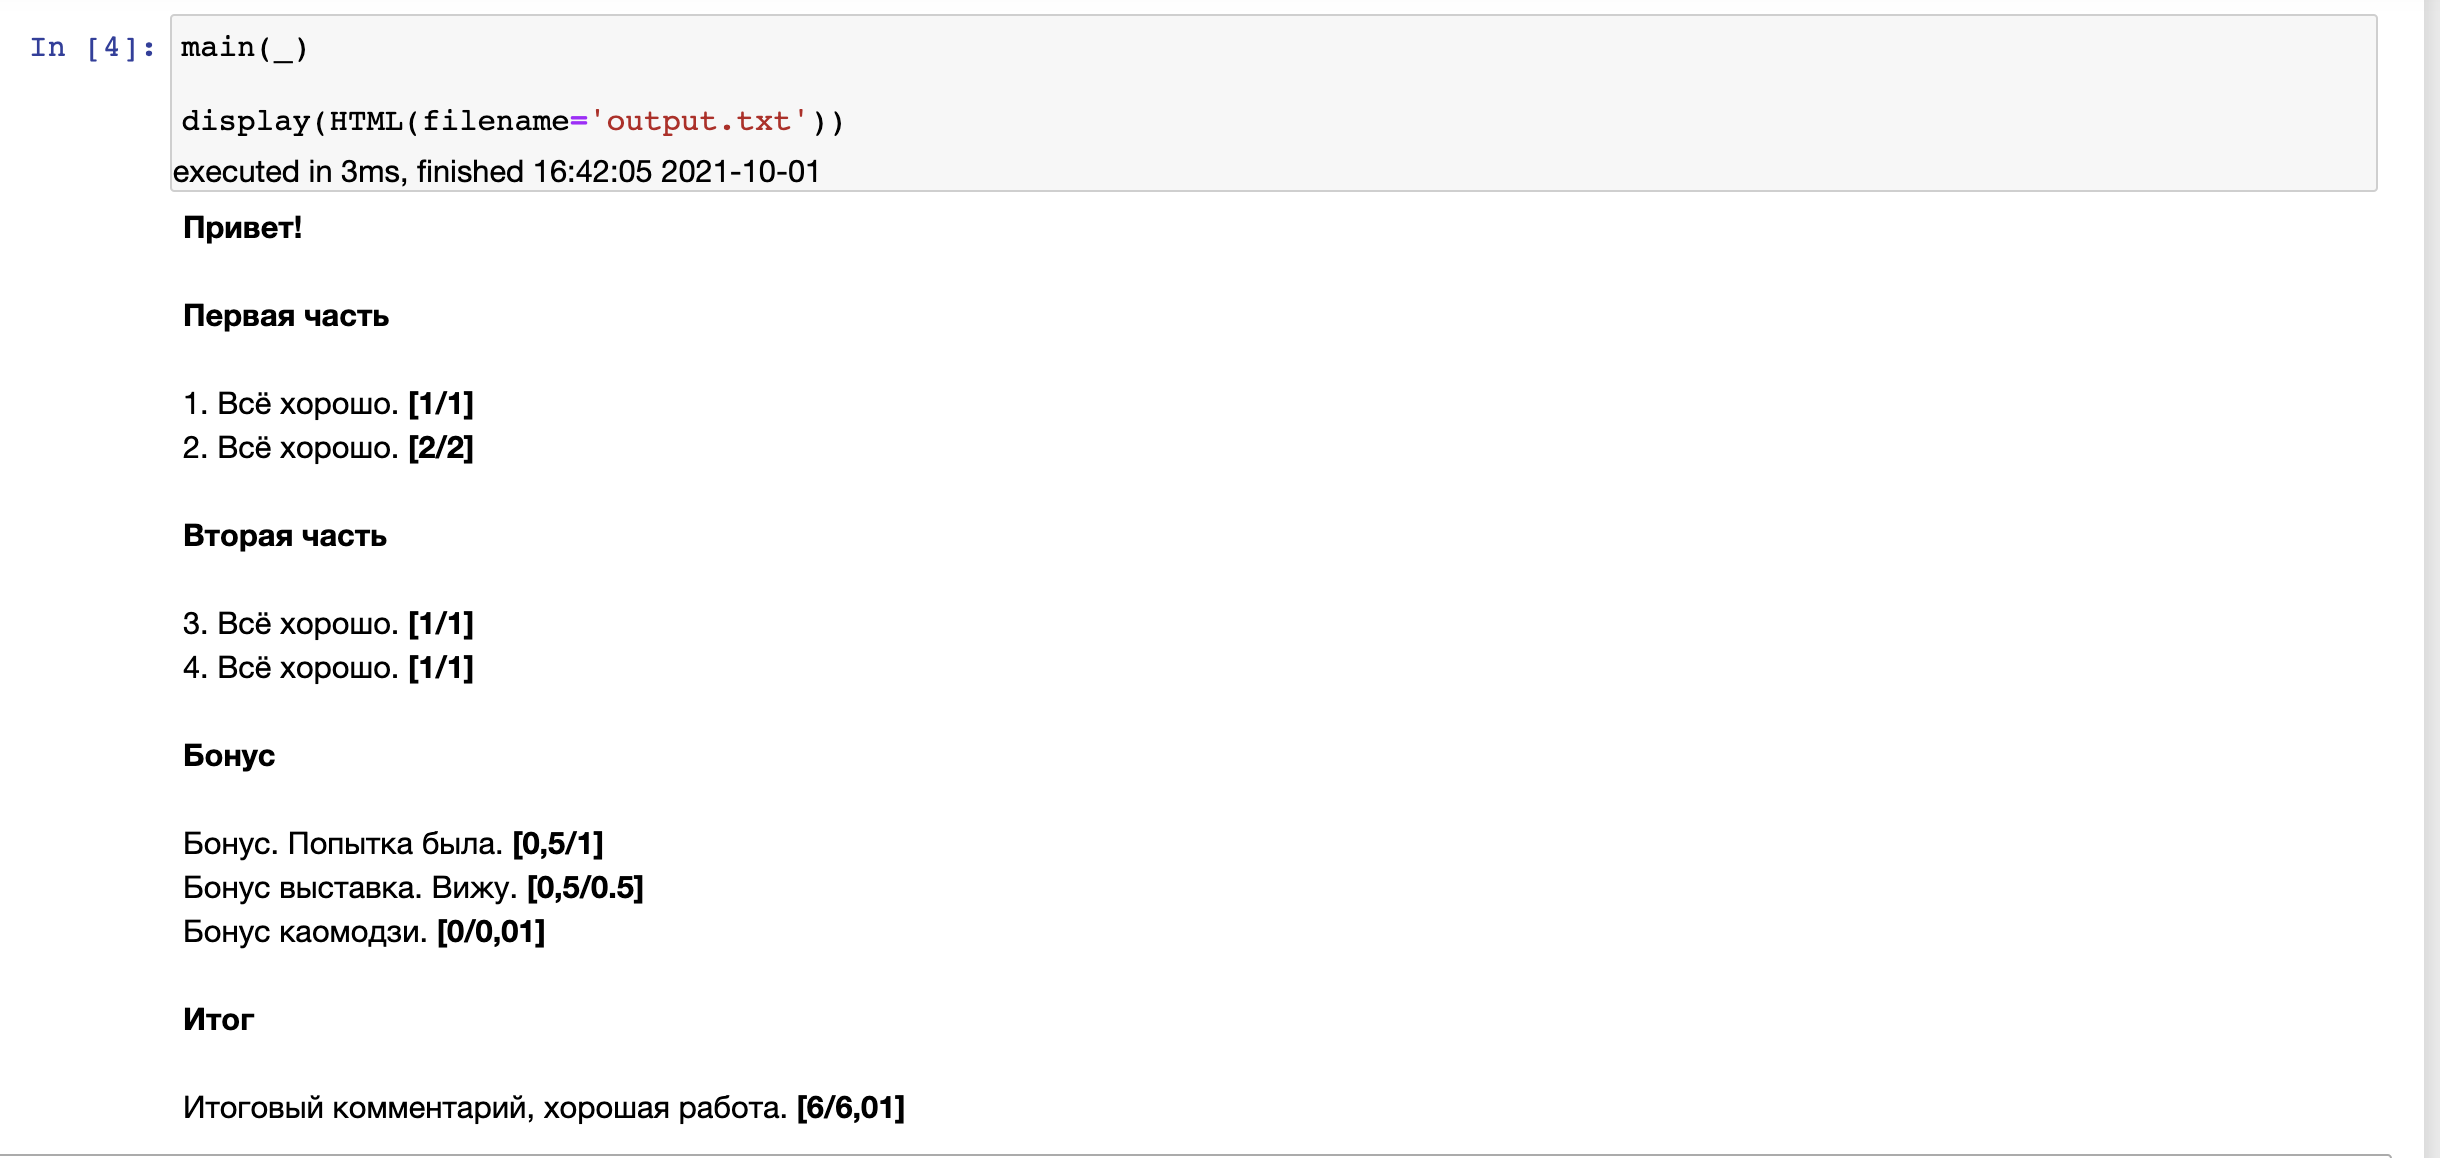 In [4]:
main(_)
display(HTML(filename='output.txt'))
executed in 3ms, finished 16:42:05 2021-10-01
Привет!
Первая часть
1. Всё хорошо. [1/1]
2. Всё хорошо. [2/2]
Вторая часть
3. Всё хорошо. [1/1]
4. Всё хорошо. [1/1]
Бонус
Бонус. Попытка была. [0,5/1]
Бонус выставка. Вижу. [0,5/0.5]
Бонус каомодзи. [0/0,01]
Итог
Итоговый комментарий, хорошая работа. [6/6,01]